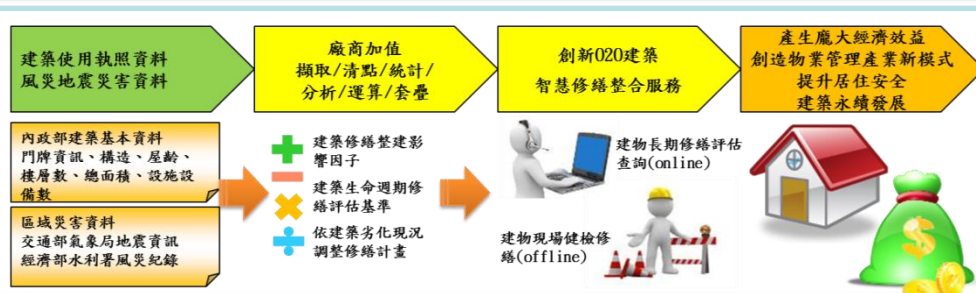 建築使用執照資料
風災地震災害資料
廠商加值
擷取/清點/統計/
分析/運算/套疊
創新O2O建築
智慧修繕整合服務
產生龐大經濟效益
創造物業管理產業新模式
提升居住安全
建築永續發展
內政部建築基本資料
門牌資訊、構造、屋齡、
樓層數、總面積、設施設
備數
區域災害資料
交通部氣象局地震資訊
經濟部水利署風災紀錄
建築修繕整建影
響因子
建築生命週期修
繕評估基準
依建築劣化現況
調整修繕計畫
建物長期修繕評估
查詢(online)
建物現場健檢修
繕(offline)
$